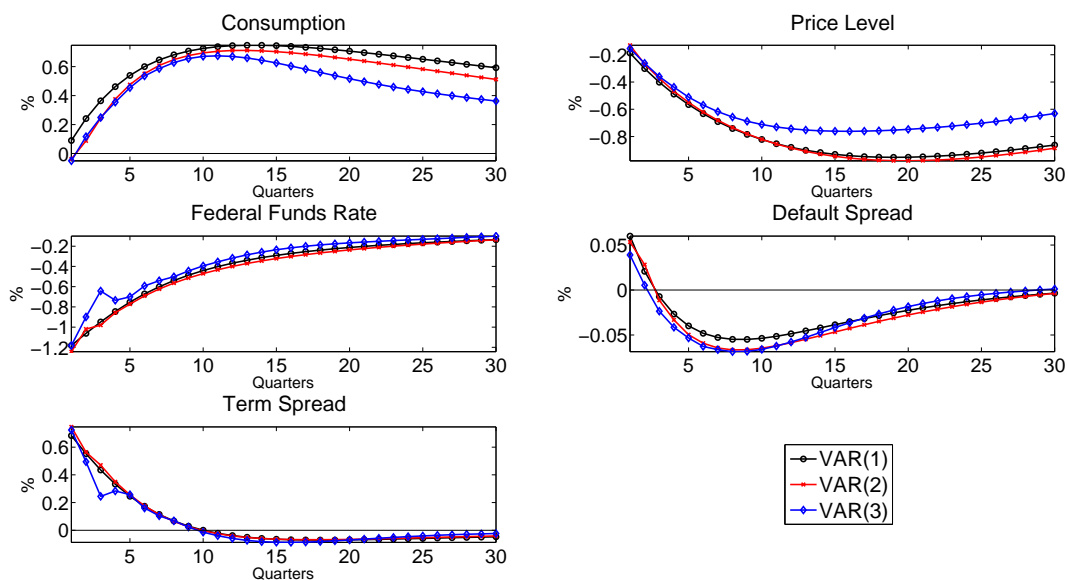 Consumption
%
0.6
0.4
0.2
0
5 10 15 20 25 30
Quarters
Price Level
%
−0.2
−0.4
−0.6
−0.8
5 10 15 20 25 30
Quarters
Federal Funds Rate
%
−0.2
−0.4
−0.6
−0.8
−1
−1.2
5 10 15 20 25 30
Quarters
Default Spread
%
0.05
0
−0.05
5 10 15 20 25 30
Quarters
Term Spread
%
0.6
0.4
0.2
0
5 10 15 20 25 30
Quarters
VAR(1)
VAR(2)
VAR(3)